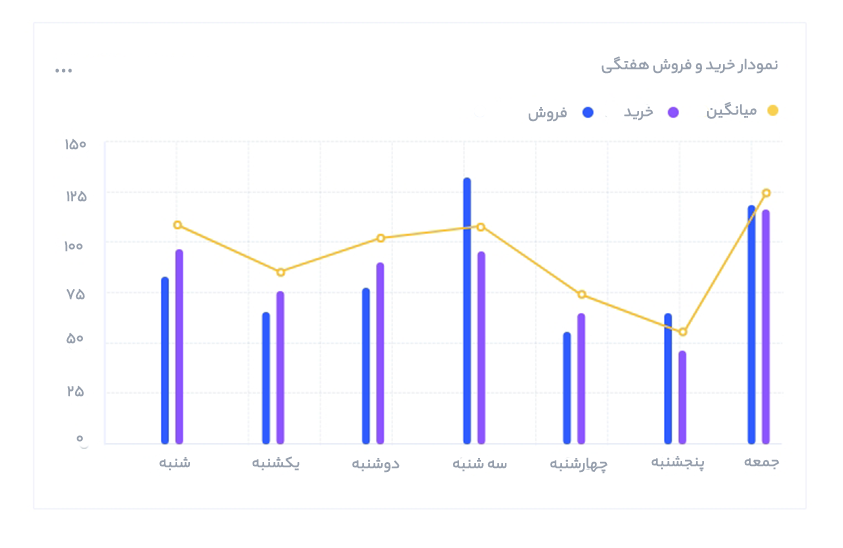 نمودار خرید و فروش هفتگی
...
میانگین
خرید
فروش
۱۵۰
۱۲۵
۱۰۰
۷۵
۵۰
۲۵
۰
شنبه
یکشنبه
دوشنبه
سه شنبه
چهارشنبه
پنجشنبه
جمعه